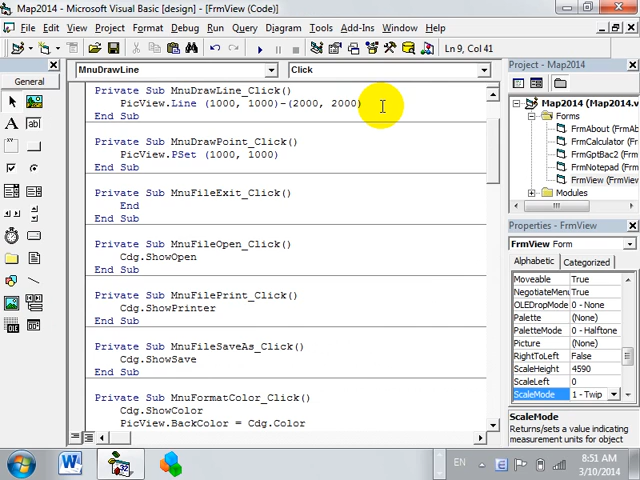 Map2014 - Microsoft Visual Basic [design] - [FrmView (Code)]
File Edit View Project Format Debug Run Query Diagram Tools Add-Ins Window Help
Ln 9, Col 41
General
MnuDrawLine Click
Private Sub MnuDrawLine_Click()
PicView.Line (1000, 1000)-(2000, 2000)
End Sub
Private Sub MnuDrawPoint_Click()
PicView.PSet (1000, 1000)
End Sub
Private Sub MnuFileExit_Click()
End
End Sub
Private Sub MnuFileOpen_Click()
Cdg.ShowOpen
End Sub
Private Sub MnuFilePrint_Click()
Cdg.ShowPrinter
End Sub
Private Sub MnuFileSaveAs_Click()
Cdg.ShowSave
End Sub
Private Sub MnuFormatColor_Click()
Cdg.ShowColor
PicView.BackColor = Cdg.Color
Project - Map2014
Map2014 (Map2014.v
Forms
FrmAbout (FrmAb
FrmCalculator (Frm
FrmGptBac2 (Frm
FrmNotepad (Frm
FrmView (FrmView
Modules
Properties - FrmView
FrmView Form
Alphabetic Categorized
Moveable True
NegotiateMenu True
OLEDropMode 0 - None
Palette (None)
PaletteMode 0 - Halftone
Picture (None)
RightToLeft False
ScaleHeight 4590
ScaleLeft 0
ScaleMode 1 - Twip
ScaleMode
Returns/sets a value indicating
measurement units for object
EN
8:51 AM
3/10/2014